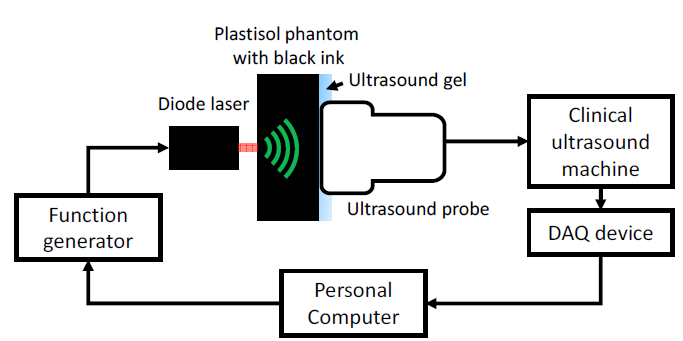 Plastisol phantom
with black ink
Ultrasound gel
Diode laser
Clinical
ultrasound
machine
Ultrasound probe
Function
generator
DAQ device
Personal
Computer